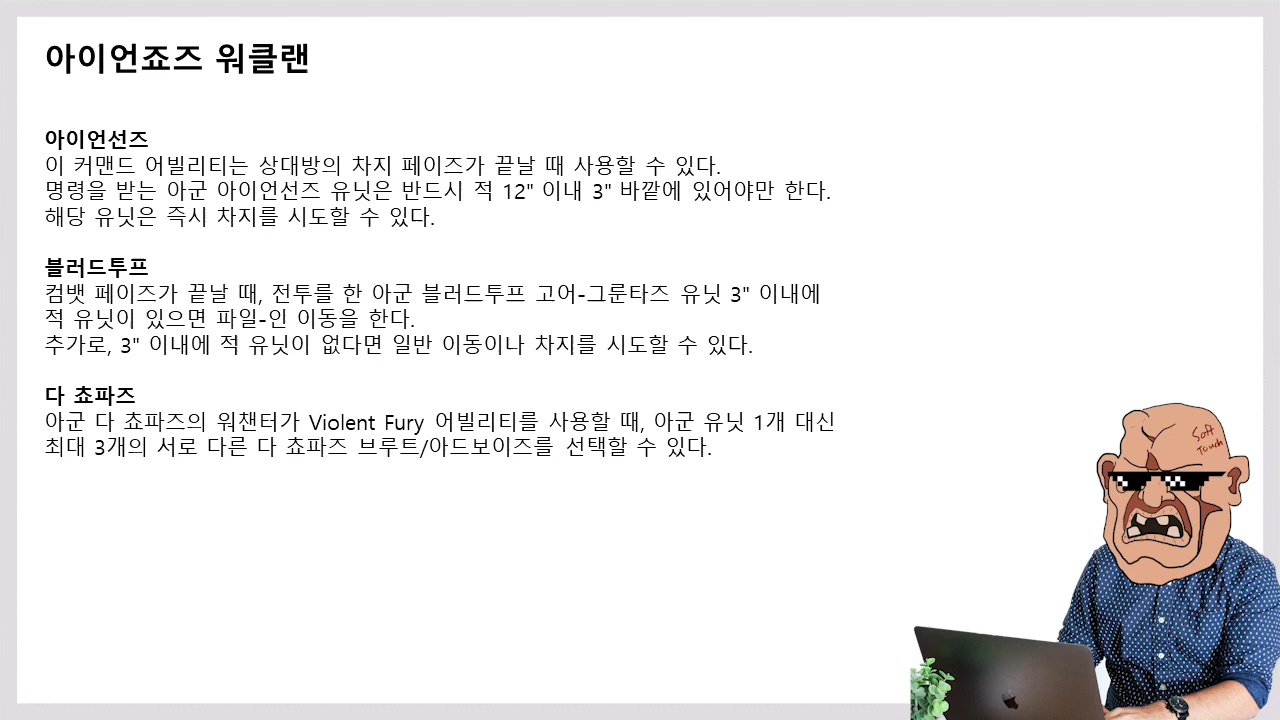 아이언죠즈 워클랜
아이언선즈
이 커맨드 어빌리티는 상대방의 차지 페이즈가 끝날 때 사용할 수 있다.
명령을 받는 아군 아이언선즈 유닛은 반드시 적 12" 이내 3" 바깥에 있어야만 한다.
해당 유닛은 즉시 차지를 시도할 수 있다.
블러드투프
컴뱃 페이즈가 끝날 때, 전투를 한 아군 블러드투프 고어-그룬타즈 유닛 3" 이내에
적 유닛이 있으면 파일-인 이동을 한다.
추가로, 3" 이내에 적 유닛이 없다면 일반 이동이나 차지를 시도할 수 있다.
다 쵸파즈
아군 다 쵸파즈의 워챈터가 Violent Fury 어빌리티를 사용할 때, 아군 유닛 1개 대신
최대 3개의 서로 다른 다 쵸파즈 브루트/아드보이즈를 선택할 수 있다.
Soft
Touch